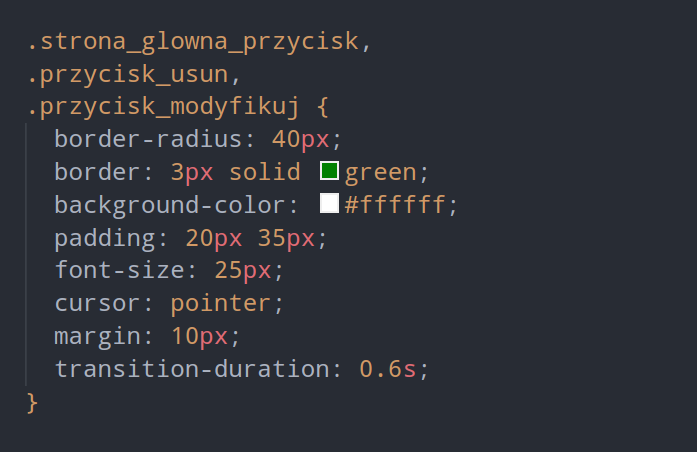 .strona_glowna_przycisk,
.przycisk_usun,
.przycisk_modyfikuj {
  border-radius: 40px;
  border: 3px solid green;
  background-color: #ffffff;
  padding: 20px 35px;
  font-size: 25px;
  cursor: pointer;
  margin: 10px;
  transition-duration: 0.6s;
}